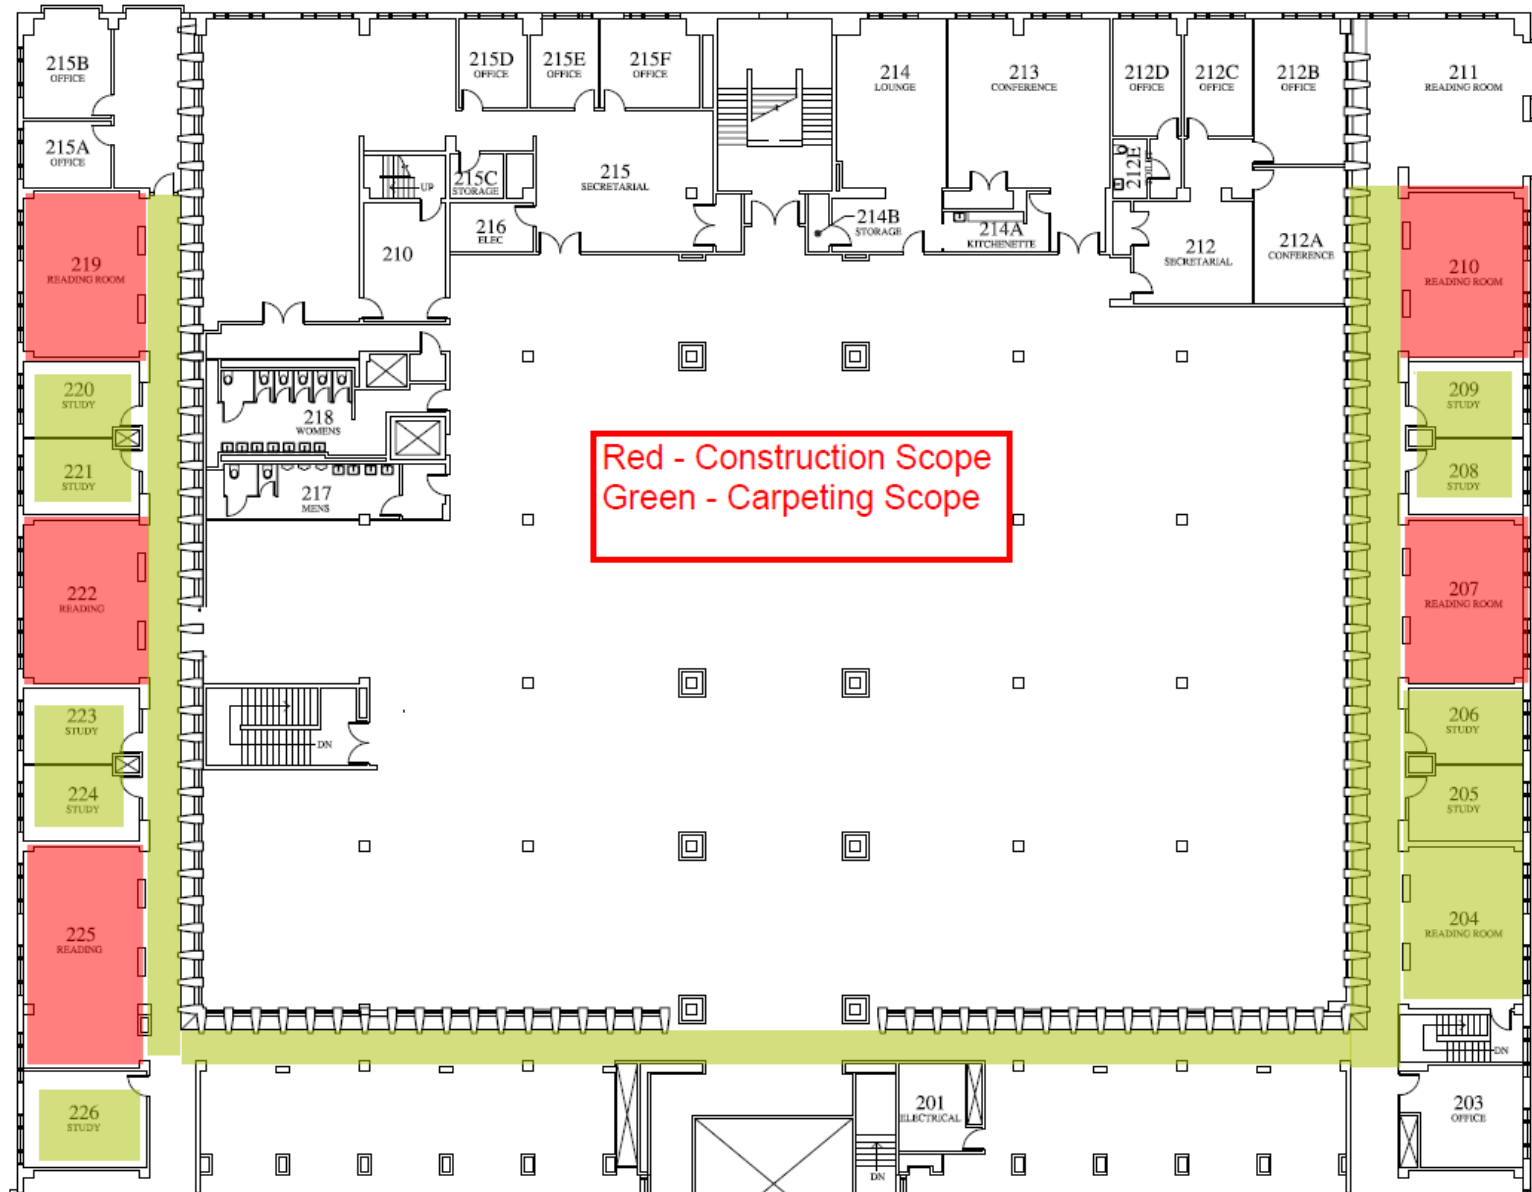 215B
OFFICE
215A
OFFICE
215D
OFFICE
215E
OFFICE
215F
OFFICE
214
LOUNGE
213
CONFERENCE
212D
OFFICE
212C
OFFICE
212B
OFFICE
211
READING ROOM
UP
215C
STORAGE
215
SECRETARIAL
212E
216
ELEC
210
214B
STORAGE
214A
KITCHENETTE
212
SECRETARIAL
212A
CONFERENCE
219
READING ROOM
210
READING ROOM
220
STUDY
221
STUDY
218
WOMENS
217
MENS
209
STUDY
208
STUDY
Red - Construction Scope
Green - Carpeting Scope
222
READING
207
READING ROOM
223
STUDY
224
STUDY
DN
206
STUDY
205
STUDY
225
READING
204
READING ROOM
DN
226
STUDY
201
ELECTRICAL
203
OFFICE
DN